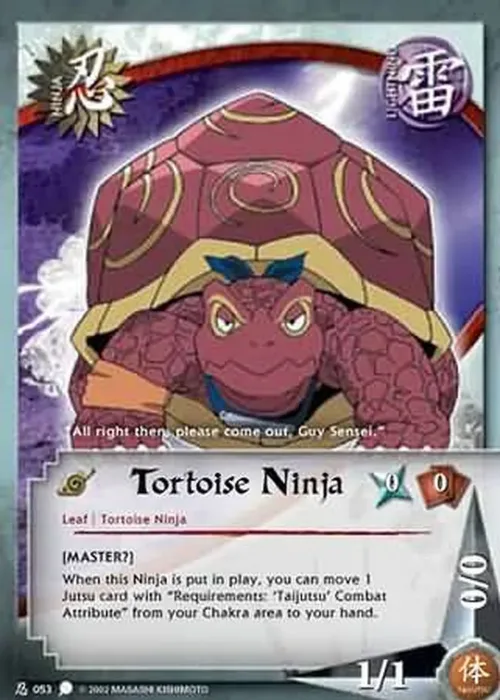 NINJA
忍
LIGHTNING
雷
"All right then, please come out, Guy Sensei."
Tortoise Ninja
0
0
Leaf | Tortoise Ninja
[MASTER?]
When this Ninja is put in play, you can move 1
Jutsu card with "Requirements: 'Taijutsu' Combat
Attribute" from your Chakra area to your hand.
0/0
053
© 2002 MASASHI KISHIMOTO
1/1
体